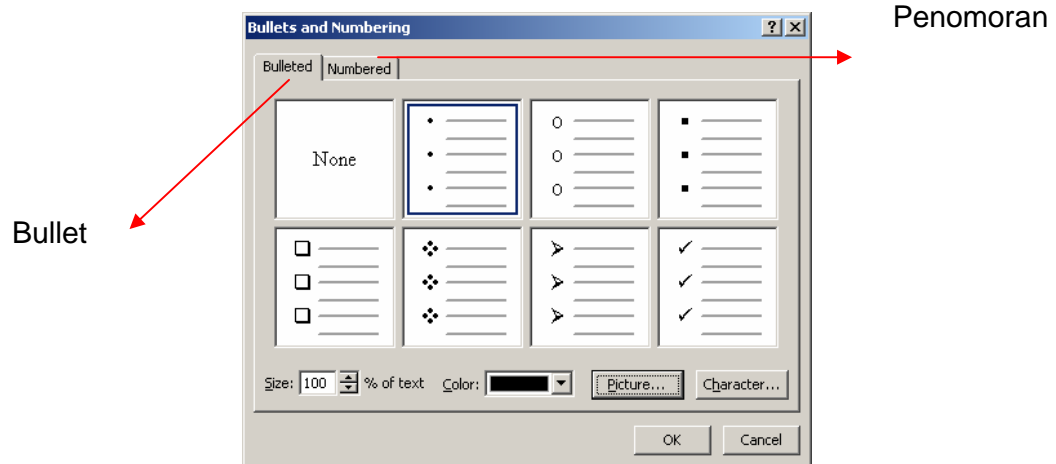 Penomoran
Bullets and Numbering
Bulleted Numbered
None
Bullet
Size: 100 % of text Color: Picture... Character...
OK Cancel